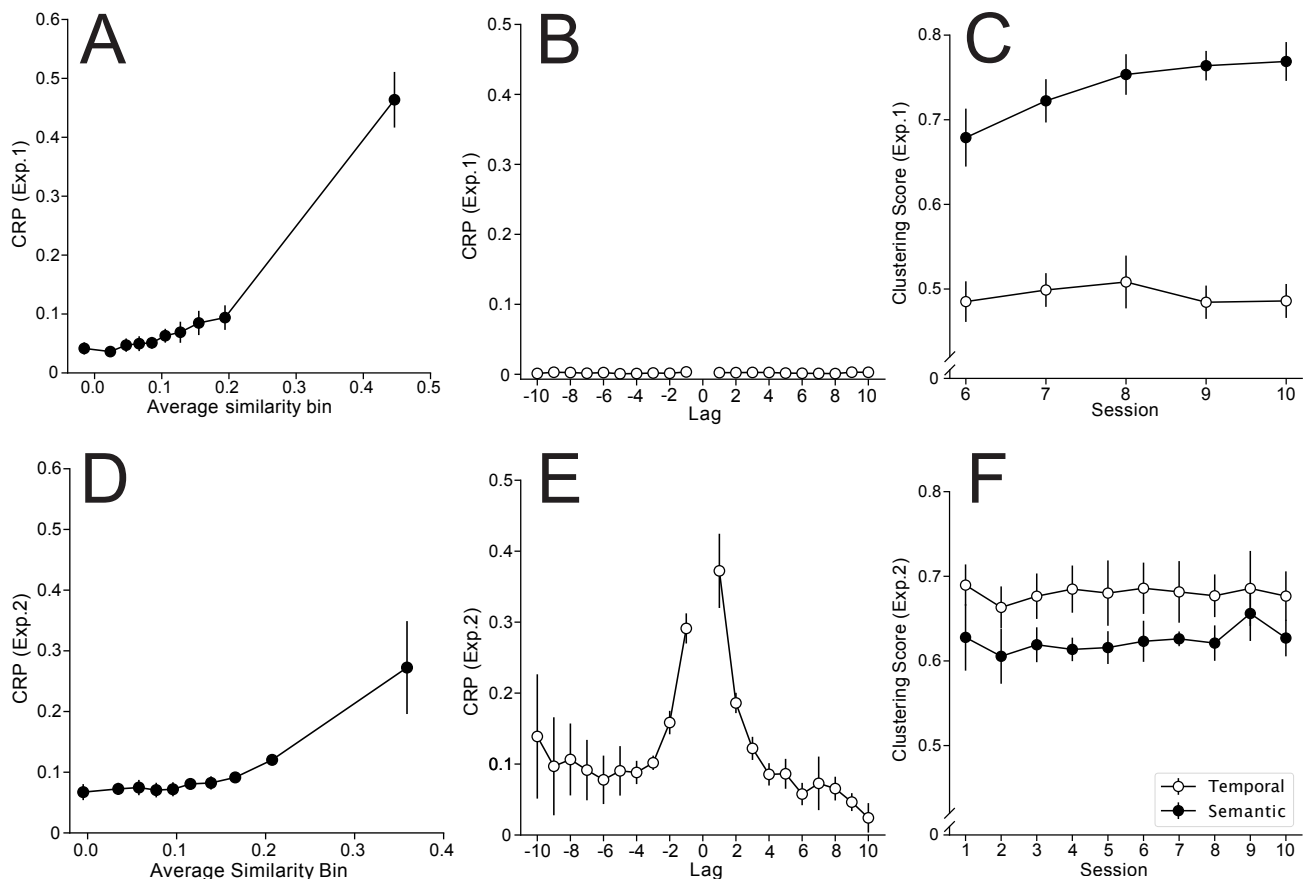 A
CRP (Exp.1)
0.6
0.5
0.4
0.3
0.2
0.1
0
0.0 0.1 0.2 0.3 0.4 0.5
Average similarity bin
B
CRP (Exp.1)
0.5
0.4
0.3
0.2
0.1
0
-10 -8 -6 -4 -2 0 2 4 6 8 10
Lag
C
Clustering Score (Exp.1)
0.8
0.7
0.6
0.5
0
6 7 8 9 10
Session
D
CRP (Exp.2)
0.6
0.5
0.4
0.3
0.2
0.1
0
0.0 0.1 0.2 0.3 0.4
Average Similarity Bin
E
CRP (Exp.2)
0.5
0.4
0.3
0.2
0.1
0
-10 -8 -6 -4 -2 0 2 4 6 8 10
Lag
F
Clustering Score (Exp.2)
0.8
0.7
0.6
0.5
0
Temporal
Semantic
1 2 3 4 5 6 7 8 9 10
Session